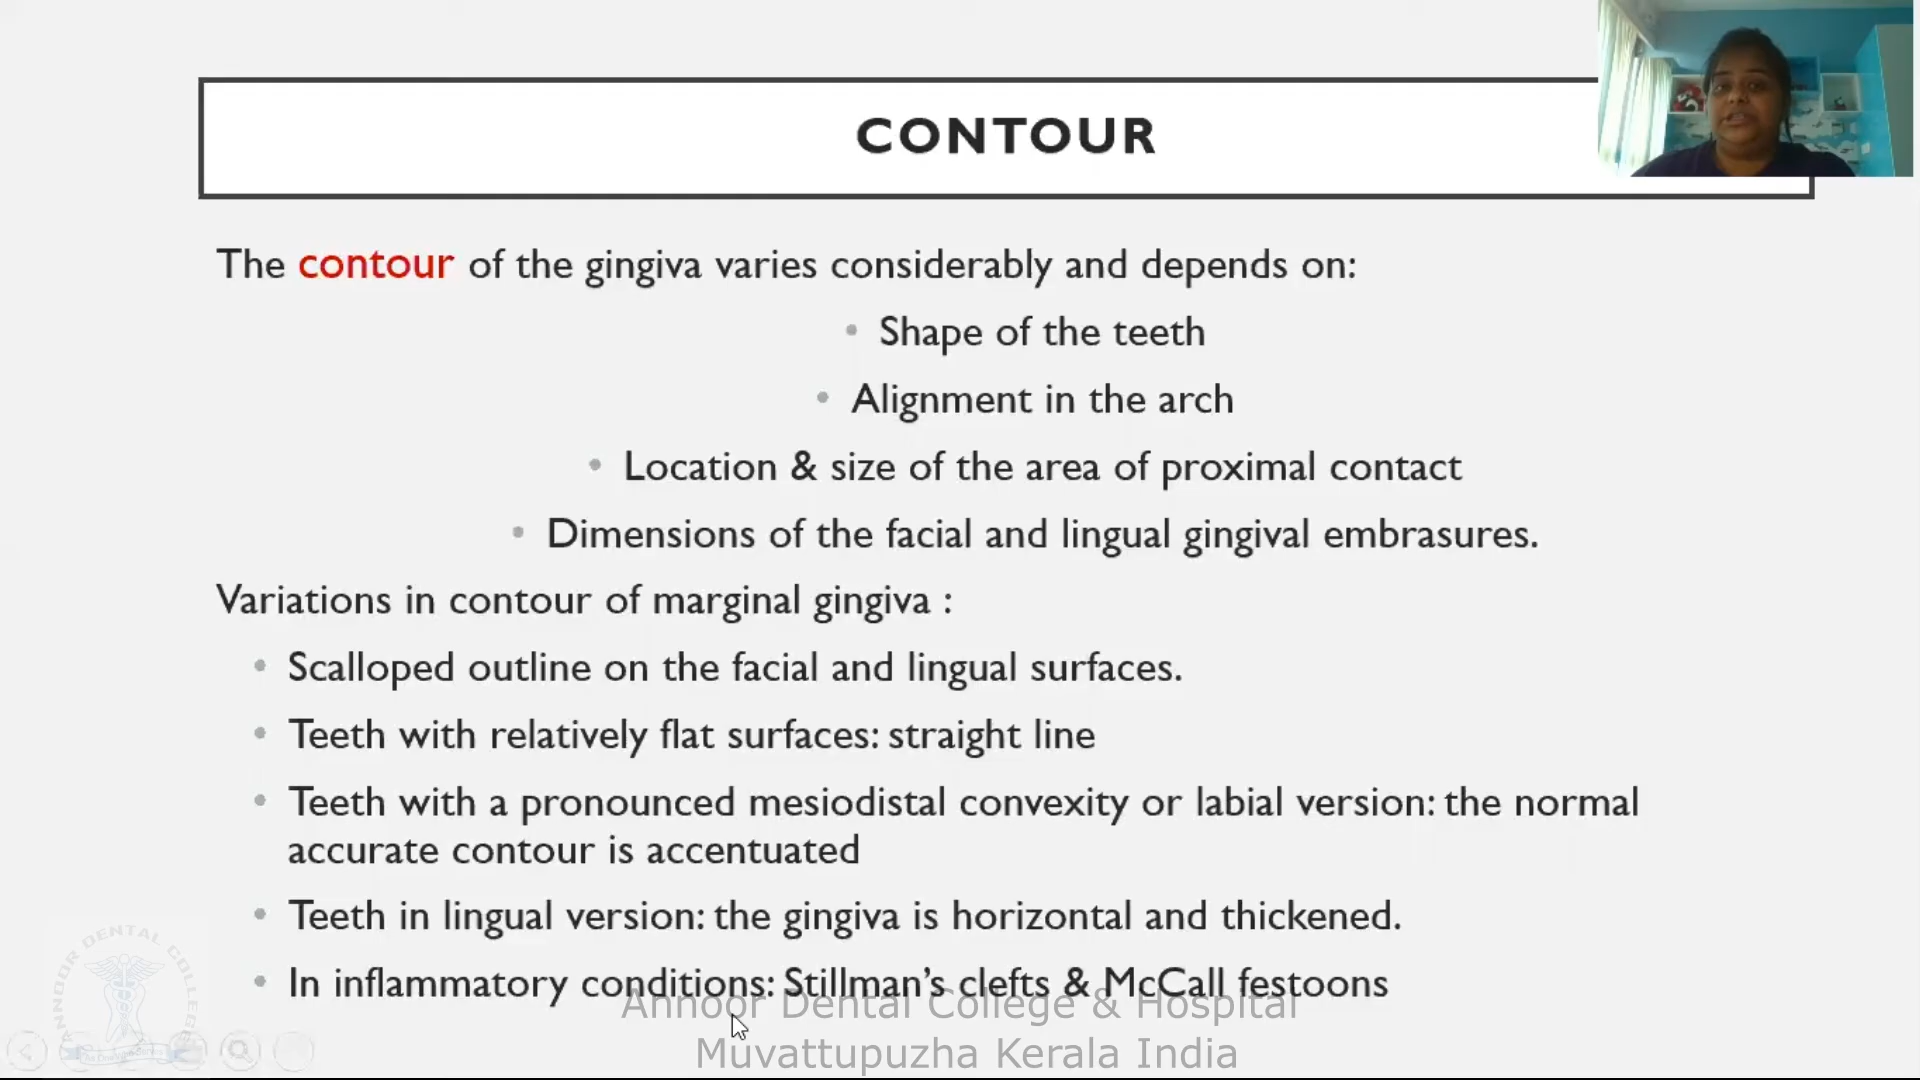 CONTOUR
The contour of the gingiva varies considerably and depends on:
• Shape of the teeth
• Alignment in the arch
• Location & size of the area of proximal contact
• Dimensions of the facial and lingual gingival embrasures.
Variations in contour of marginal gingiva :
• Scalloped outline on the facial and lingual surfaces.
• Teeth with relatively flat surfaces: straight line
• Teeth with a pronounced mesiodistal convexity or labial version: the normal
accurate contour is accentuated
• Teeth in lingual version: the gingiva is horizontal and thickened.
• In inflammatory conditions: Stillman's clefts & McCall festoons
Annoor Dental College & Hospital
Muvattupuzha Kerala India
ANNOOR DENTAL COLLEGE